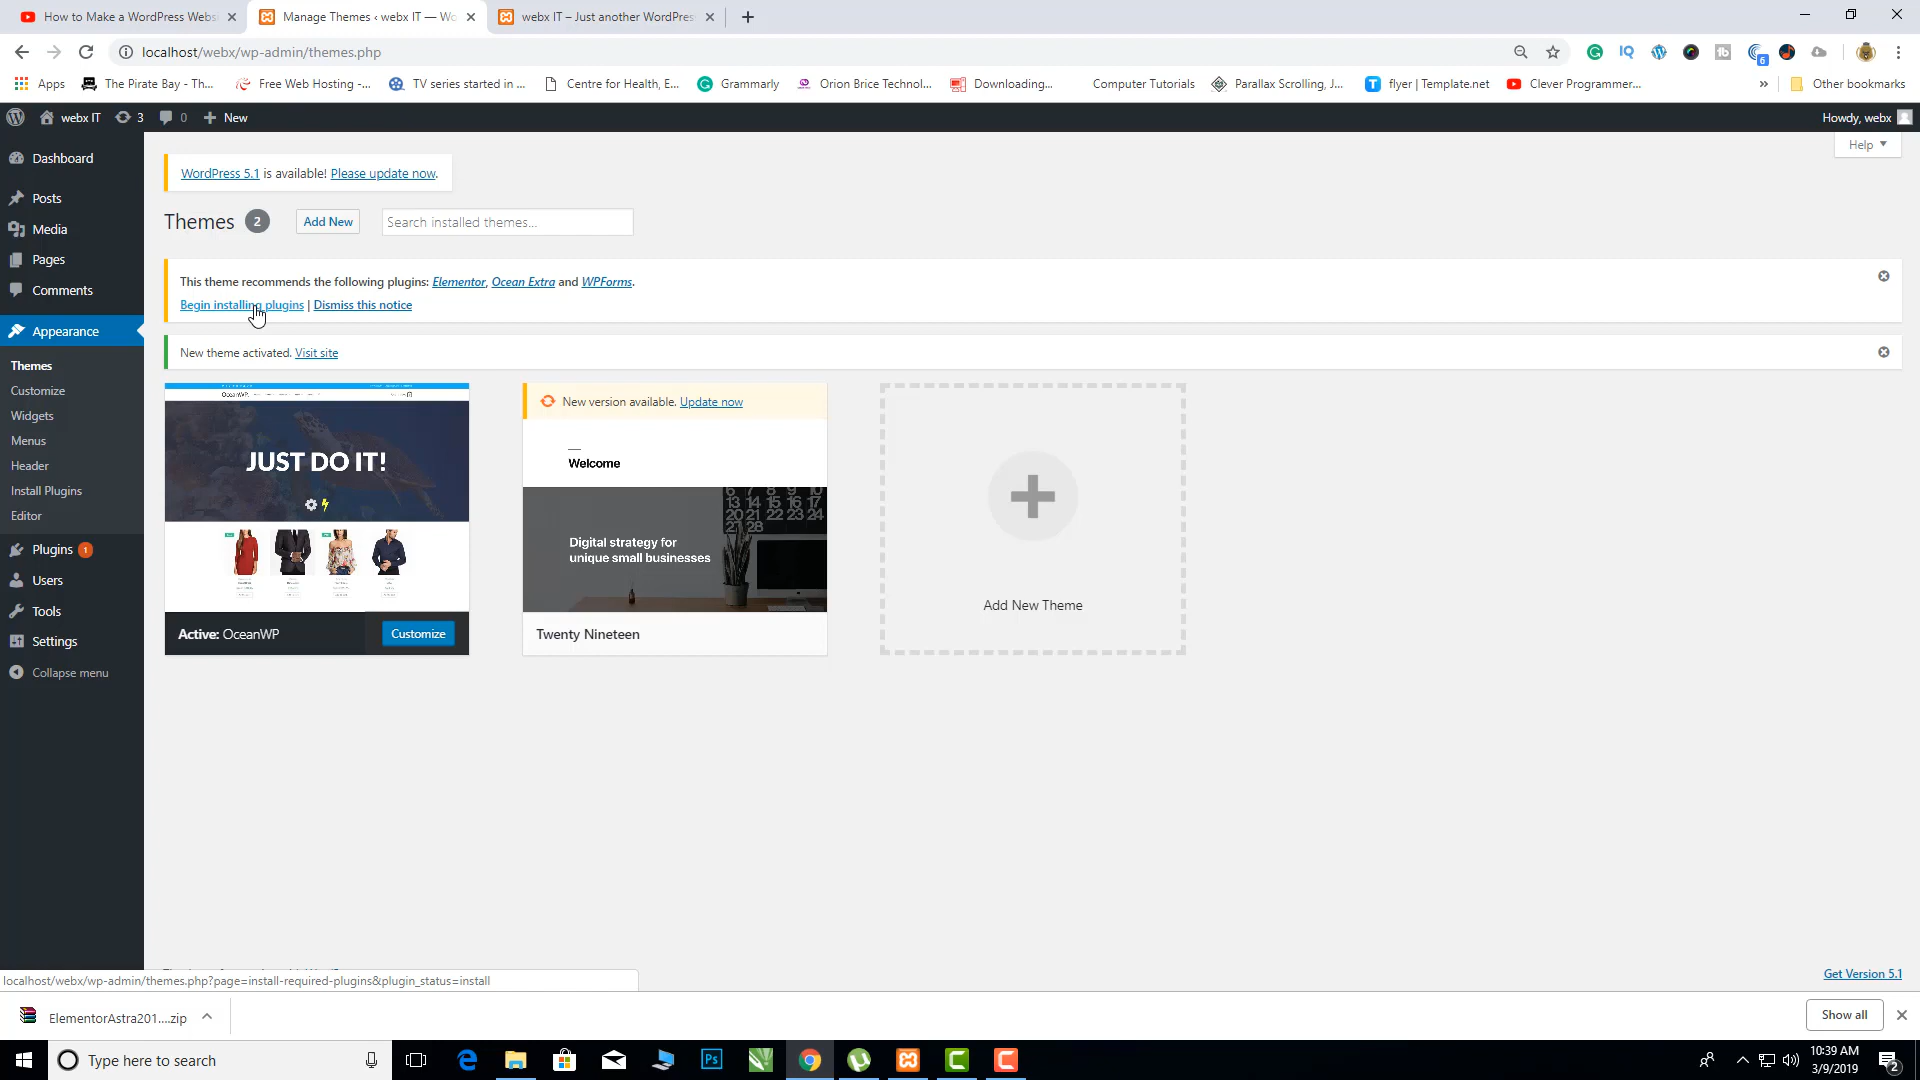 How to Make a WordPress Websi
Manage Themes ‹ webx IT — Wo
webx IT – Just another WordPres
localhost/webx/wp-admin/themes.php
Apps
The Pirate Bay - Th...
Free Web Hosting -...
TV series started in ...
Centre for Health, E...
Grammarly
Orion Brice Technol...
Downloading...
Computer Tutorials
Parallax Scrolling, J...
flyer | Template.net
Clever Programmer...
Other bookmarks
webx IT
3
0
New
Howdy, webx
Dashboard
Posts
Media
Pages
Comments
Appearance
Themes
Customize
Widgets
Menus
Header
Install Plugins
Editor
Plugins 1
Users
Tools
Settings
Collapse menu
Help
WordPress 5.1 is available! Please update now.
Themes 2 Add New Search installed themes...
This theme recommends the following plugins: Elementor, Ocean Extra and WPForms.
Begin installing plugins | Dismiss this notice
New theme activated. Visit site
OceanWP
JUST DO IT!
Active: OceanWP
Customize
New version available. Update now
Welcome
Digital strategy for
unique small businesses
Twenty Nineteen
Add New Theme
Get Version 5.1
localhost/webx/wp-admin/themes.php?page=install-required-plugins&plugin_status=install
ElementorAstra201....zip
Show all
Type here to search
10:39 AM
3/9/2019
2